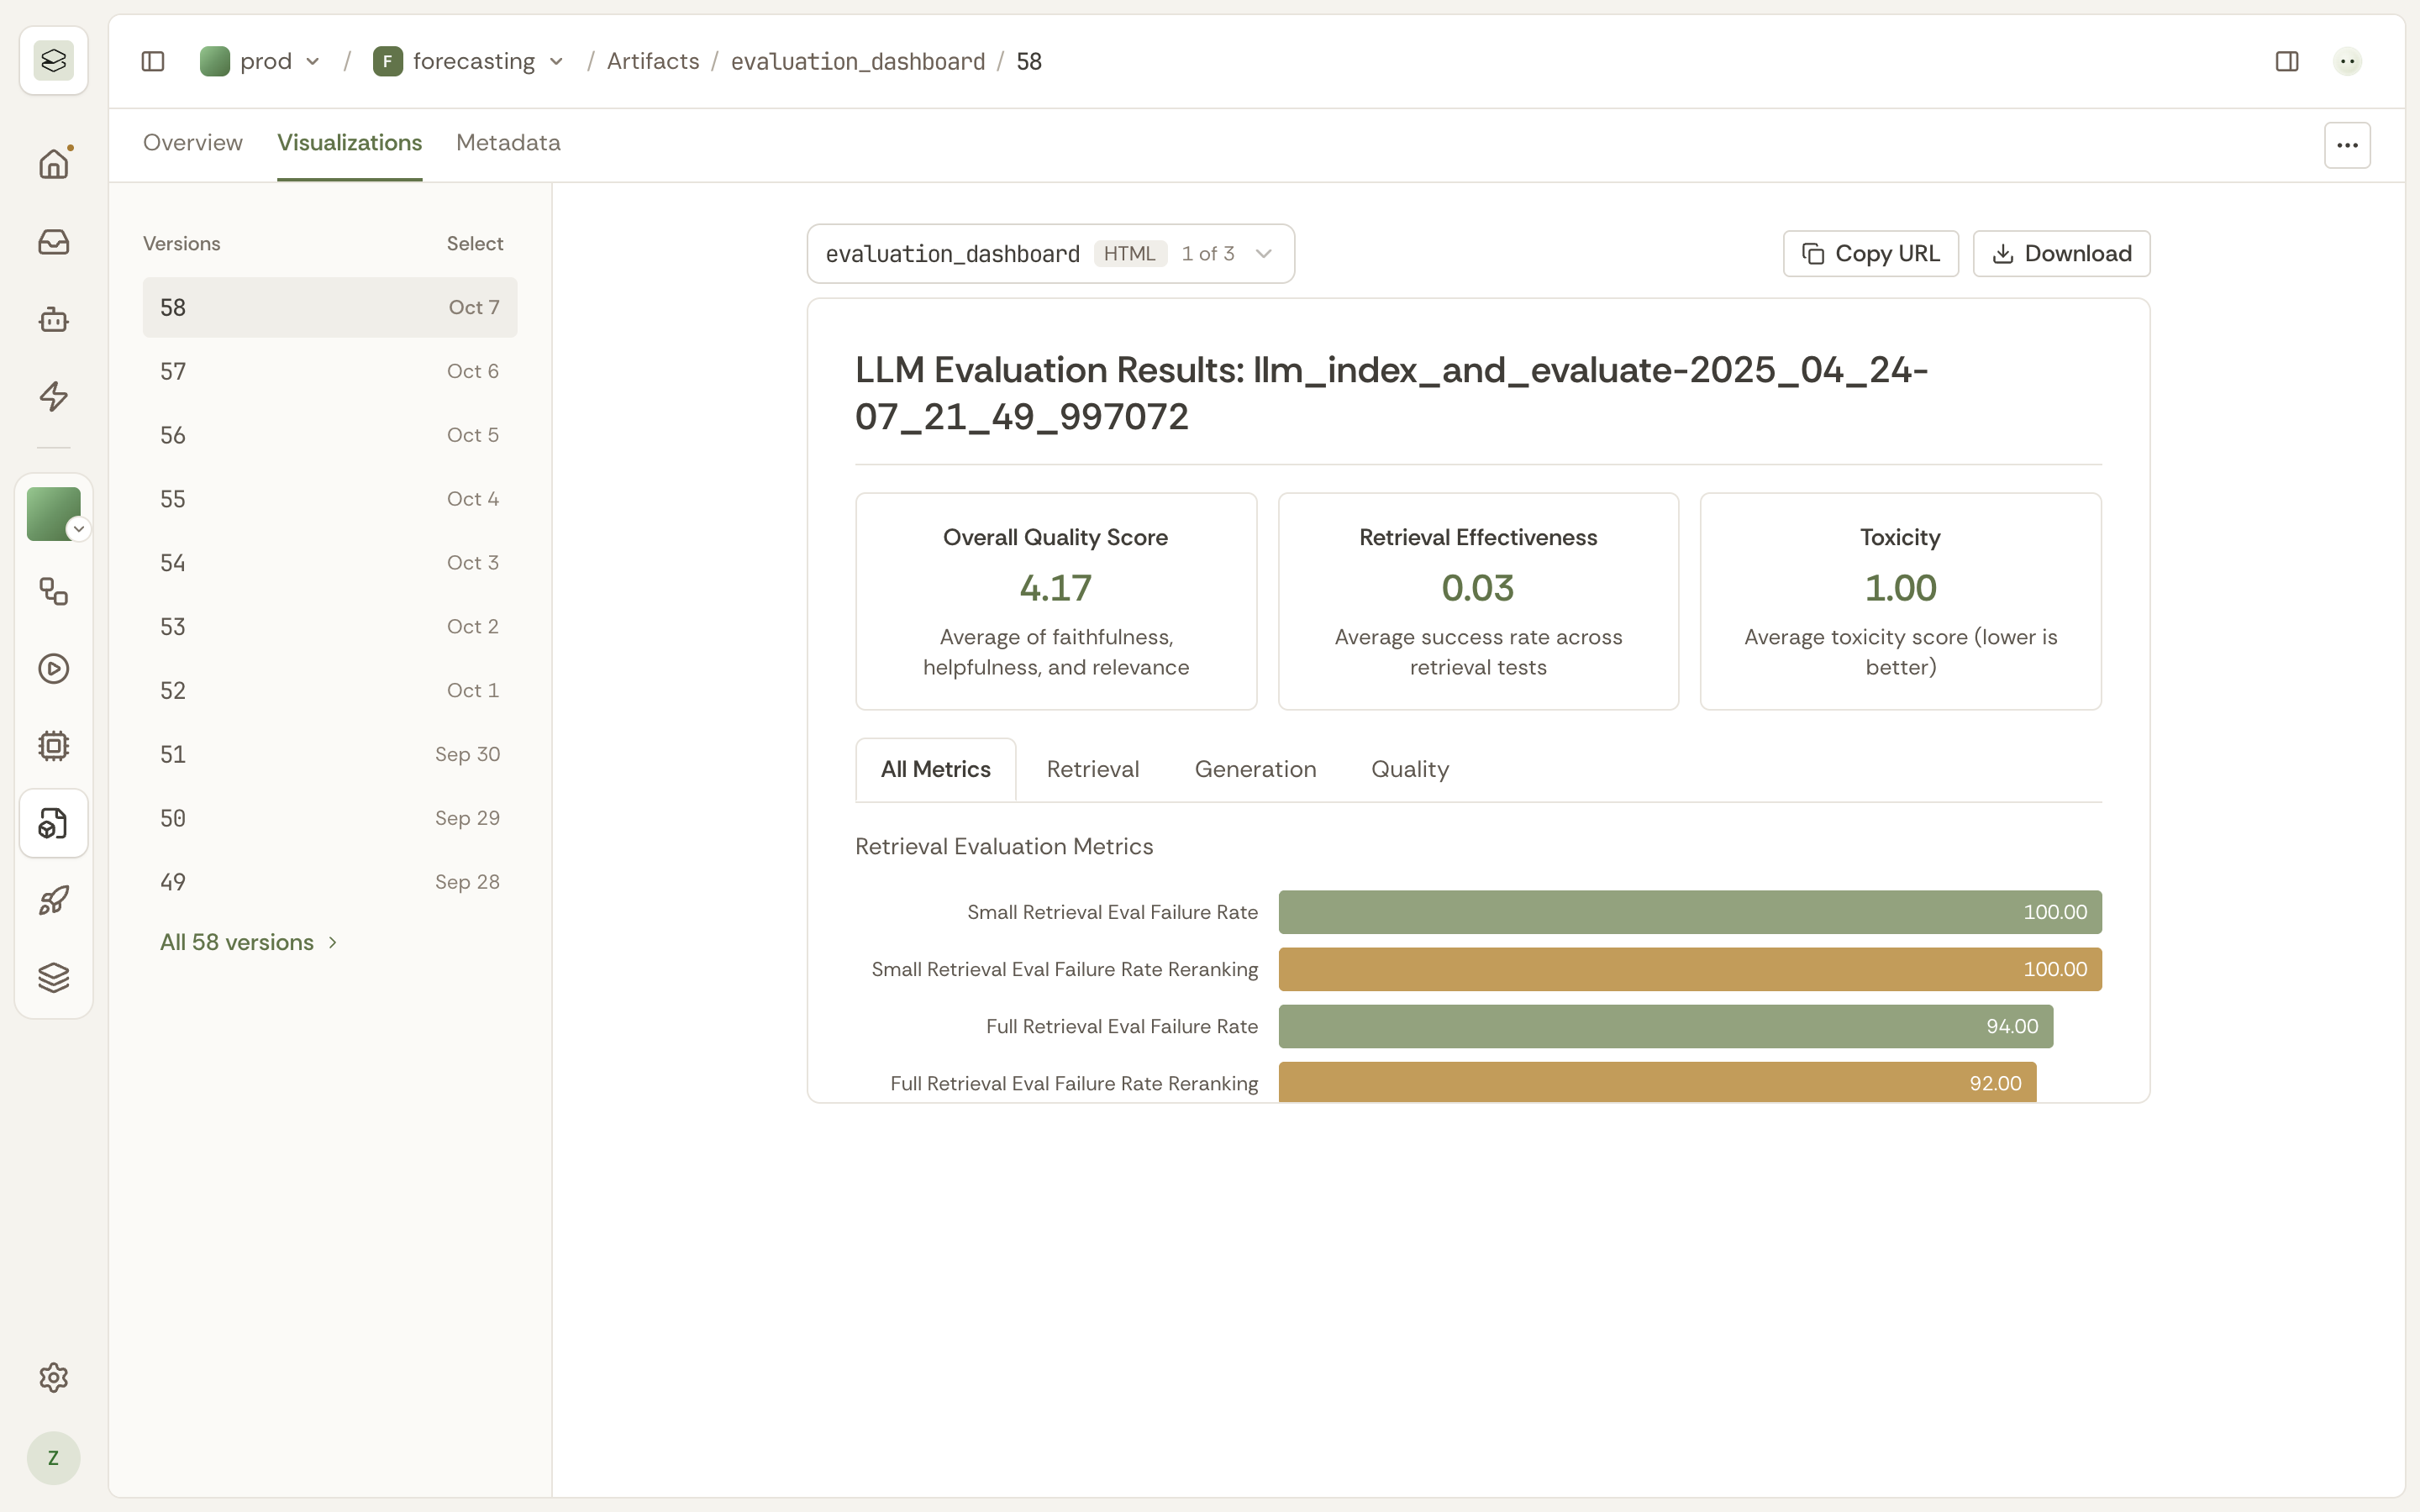 prod / F forecasting / Artifacts / evaluation_dashboard / 58
Overview Visualizations Metadata
Versions Select
58 Oct 7
57 Oct 6
56 Oct 5
55 Oct 4
54 Oct 3
53 Oct 2
52 Oct 1
51 Sep 30
50 Sep 29
49 Sep 28
All 58 versions
Z
evaluation_dashboard HTML 1 of 3
Copy URL Download
LLM Evaluation Results: llm_index_and_evaluate-2025_04_24-
07_21_49_997072
Overall Quality Score
4.17
Average of faithfulness,
helpfulness, and relevance
Retrieval Effectiveness
0.03
Average success rate across
retrieval tests
Toxicity
1.00
Average toxicity score (lower is
better)
All Metrics Retrieval Generation Quality
Retrieval Evaluation Metrics
Small Retrieval Eval Failure Rate 100.00
Small Retrieval Eval Failure Rate Reranking 100.00
Full Retrieval Eval Failure Rate 94.00
Full Retrieval Eval Failure Rate Reranking 92.00